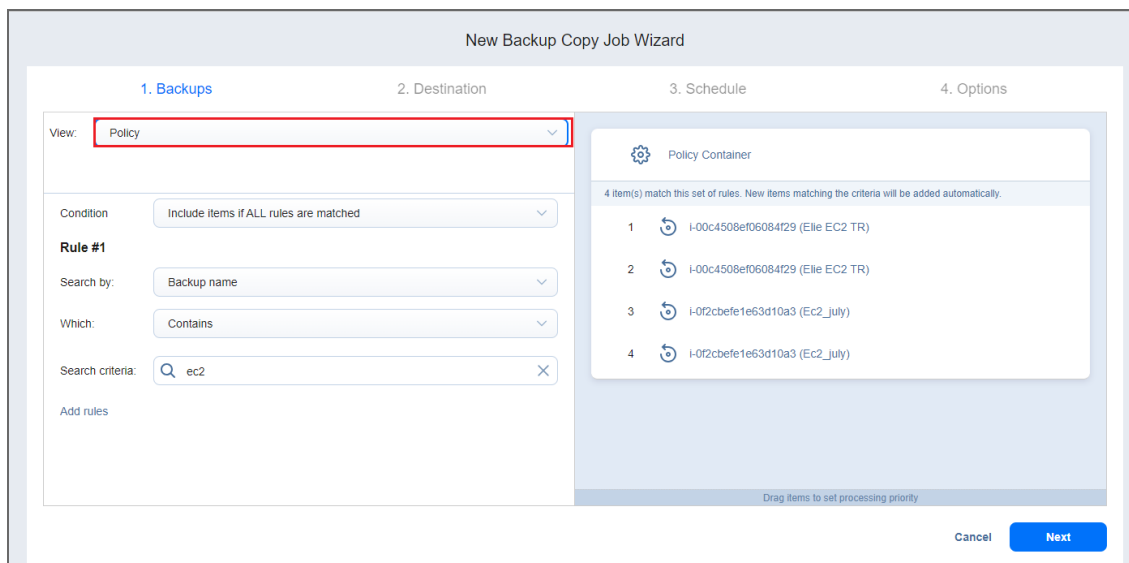 New Backup Copy Job Wizard
1. Backups
2. Destination
3. Schedule
4. Options
View:
Policy
Condition
Include items if ALL rules are matched
Rule #1
Search by:
Backup name
Which:
Contains
Search criteria:
ec2
Add rules
Policy Container
4 item(s) match this set of rules. New items matching the criteria will be added automatically.
1 i-00c4508ef06084f29 (Elie EC2 TR)
2 i-00c4508ef06084f29 (Elie EC2 TR)
3 i-0f2cbefe1e63d10a3 (Ec2_july)
4 i-0f2cbefe1e63d10a3 (Ec2_july)
Drag items to set processing priority
Cancel
Next